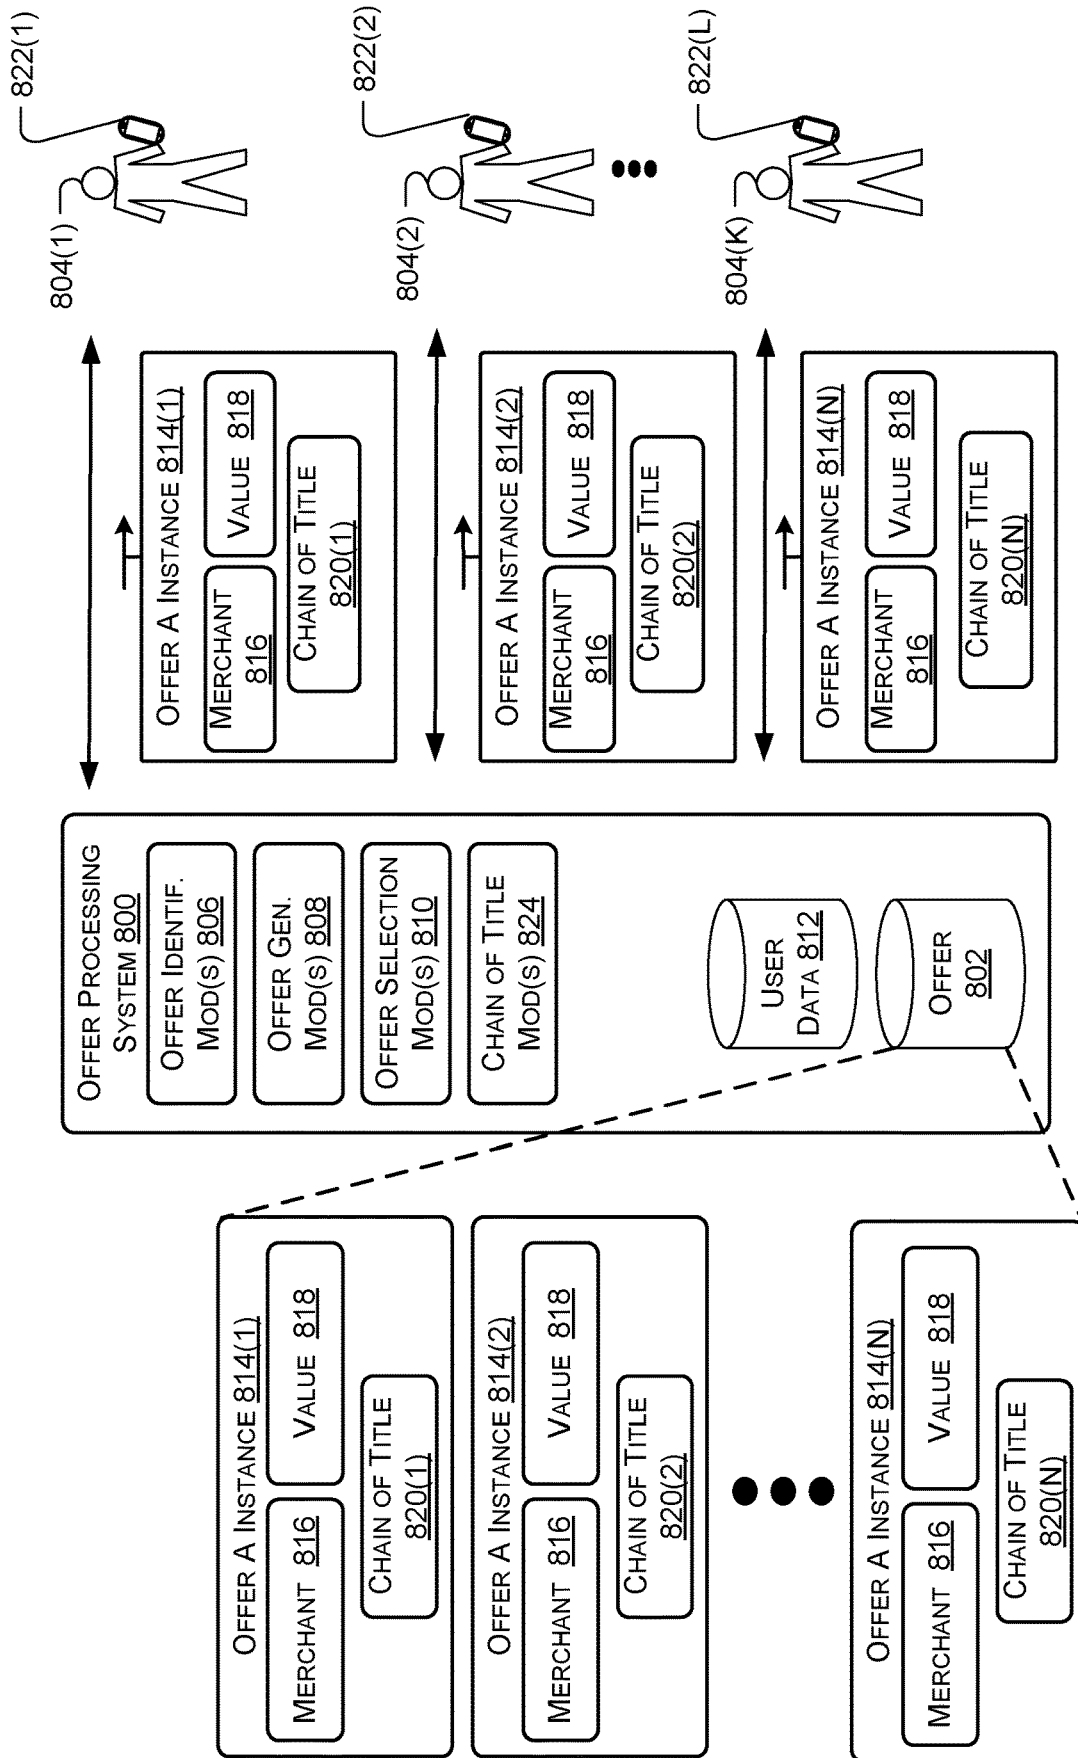 OFFER A INSTANCE 814(N)
MERCHANT 816
VALUE 818
CHAIN OF TITLE
820(N)
OFFER A INSTANCE 814(2)
MERCHANT 816
VALUE 818
CHAIN OF TITLE
820(2)
OFFER A INSTANCE 814(1)
MERCHANT 816
VALUE 818
CHAIN OF TITLE
820(1)
OFFER PROCESSING
SYSTEM 800
OFFER IDENTIF.
MOD(S) 806
OFFER GEN.
MOD(S) 808
OFFER SELECTION
MOD(S) 810
CHAIN OF TITLE
MOD(S) 824
USER
DATA 812
OFFER
802
OFFER A INSTANCE 814(N)
MERCHANT
816
VALUE 818
CHAIN OF TITLE
820(N)
OFFER A INSTANCE 814(2)
MERCHANT
816
VALUE 818
CHAIN OF TITLE
820(2)
OFFER A INSTANCE 814(1)
MERCHANT
816
VALUE 818
CHAIN OF TITLE
820(1)
804(K)
822(L)
804(2)
822(2)
804(1)
822(1)